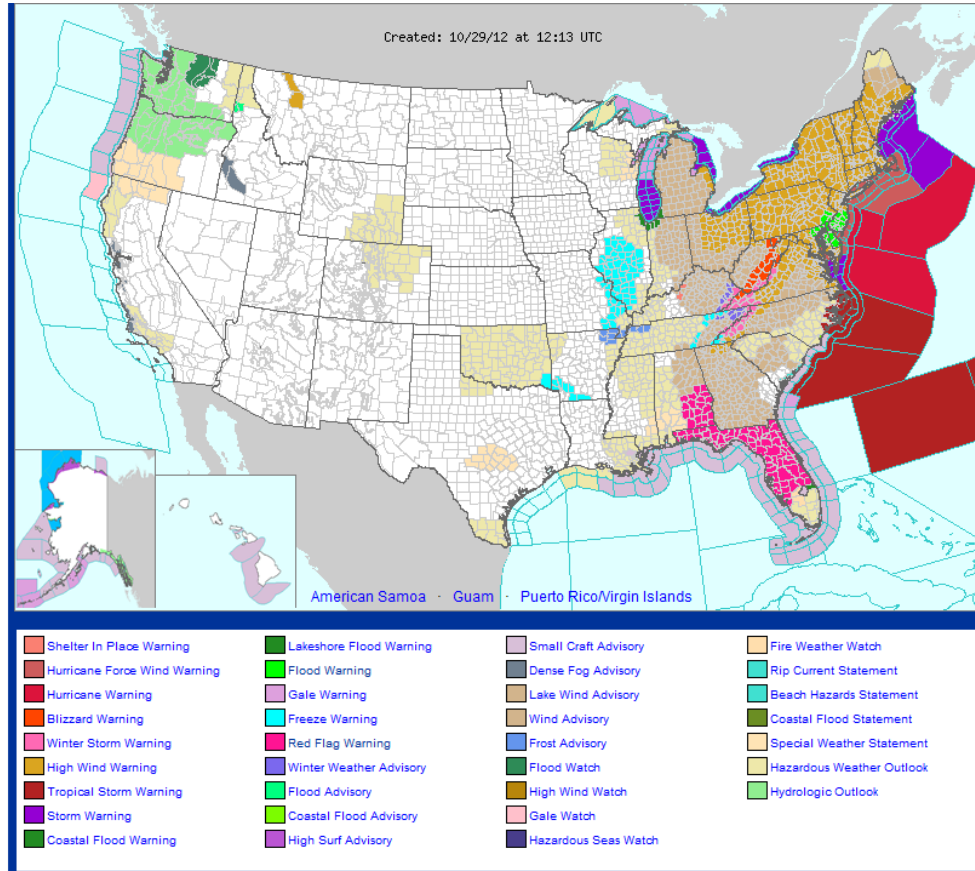 Created: 10/29/12 at 12:13 UTC
American Samoa · Guam · Puerto Rico/Virgin Islands
Shelter In Place Warning
Hurricane Force Wind Warning
Hurricane Warning
Blizzard Warning
Winter Storm Warning
High Wind Warning
Tropical Storm Warning
Storm Warning
Coastal Flood Warning
Lakeshore Flood Warning
Flood Warning
Gale Warning
Freeze Warning
Red Flag Warning
Winter Weather Advisory
Flood Advisory
Coastal Flood Advisory
High Surf Advisory
Small Craft Advisory
Dense Fog Advisory
Lake Wind Advisory
Wind Advisory
Frost Advisory
Flood Watch
High Wind Watch
Gale Watch
Hazardous Seas Watch
Fire Weather Watch
Rip Current Statement
Beach Hazards Statement
Coastal Flood Statement
Special Weather Statement
Hazardous Weather Outlook
Hydrologic Outlook